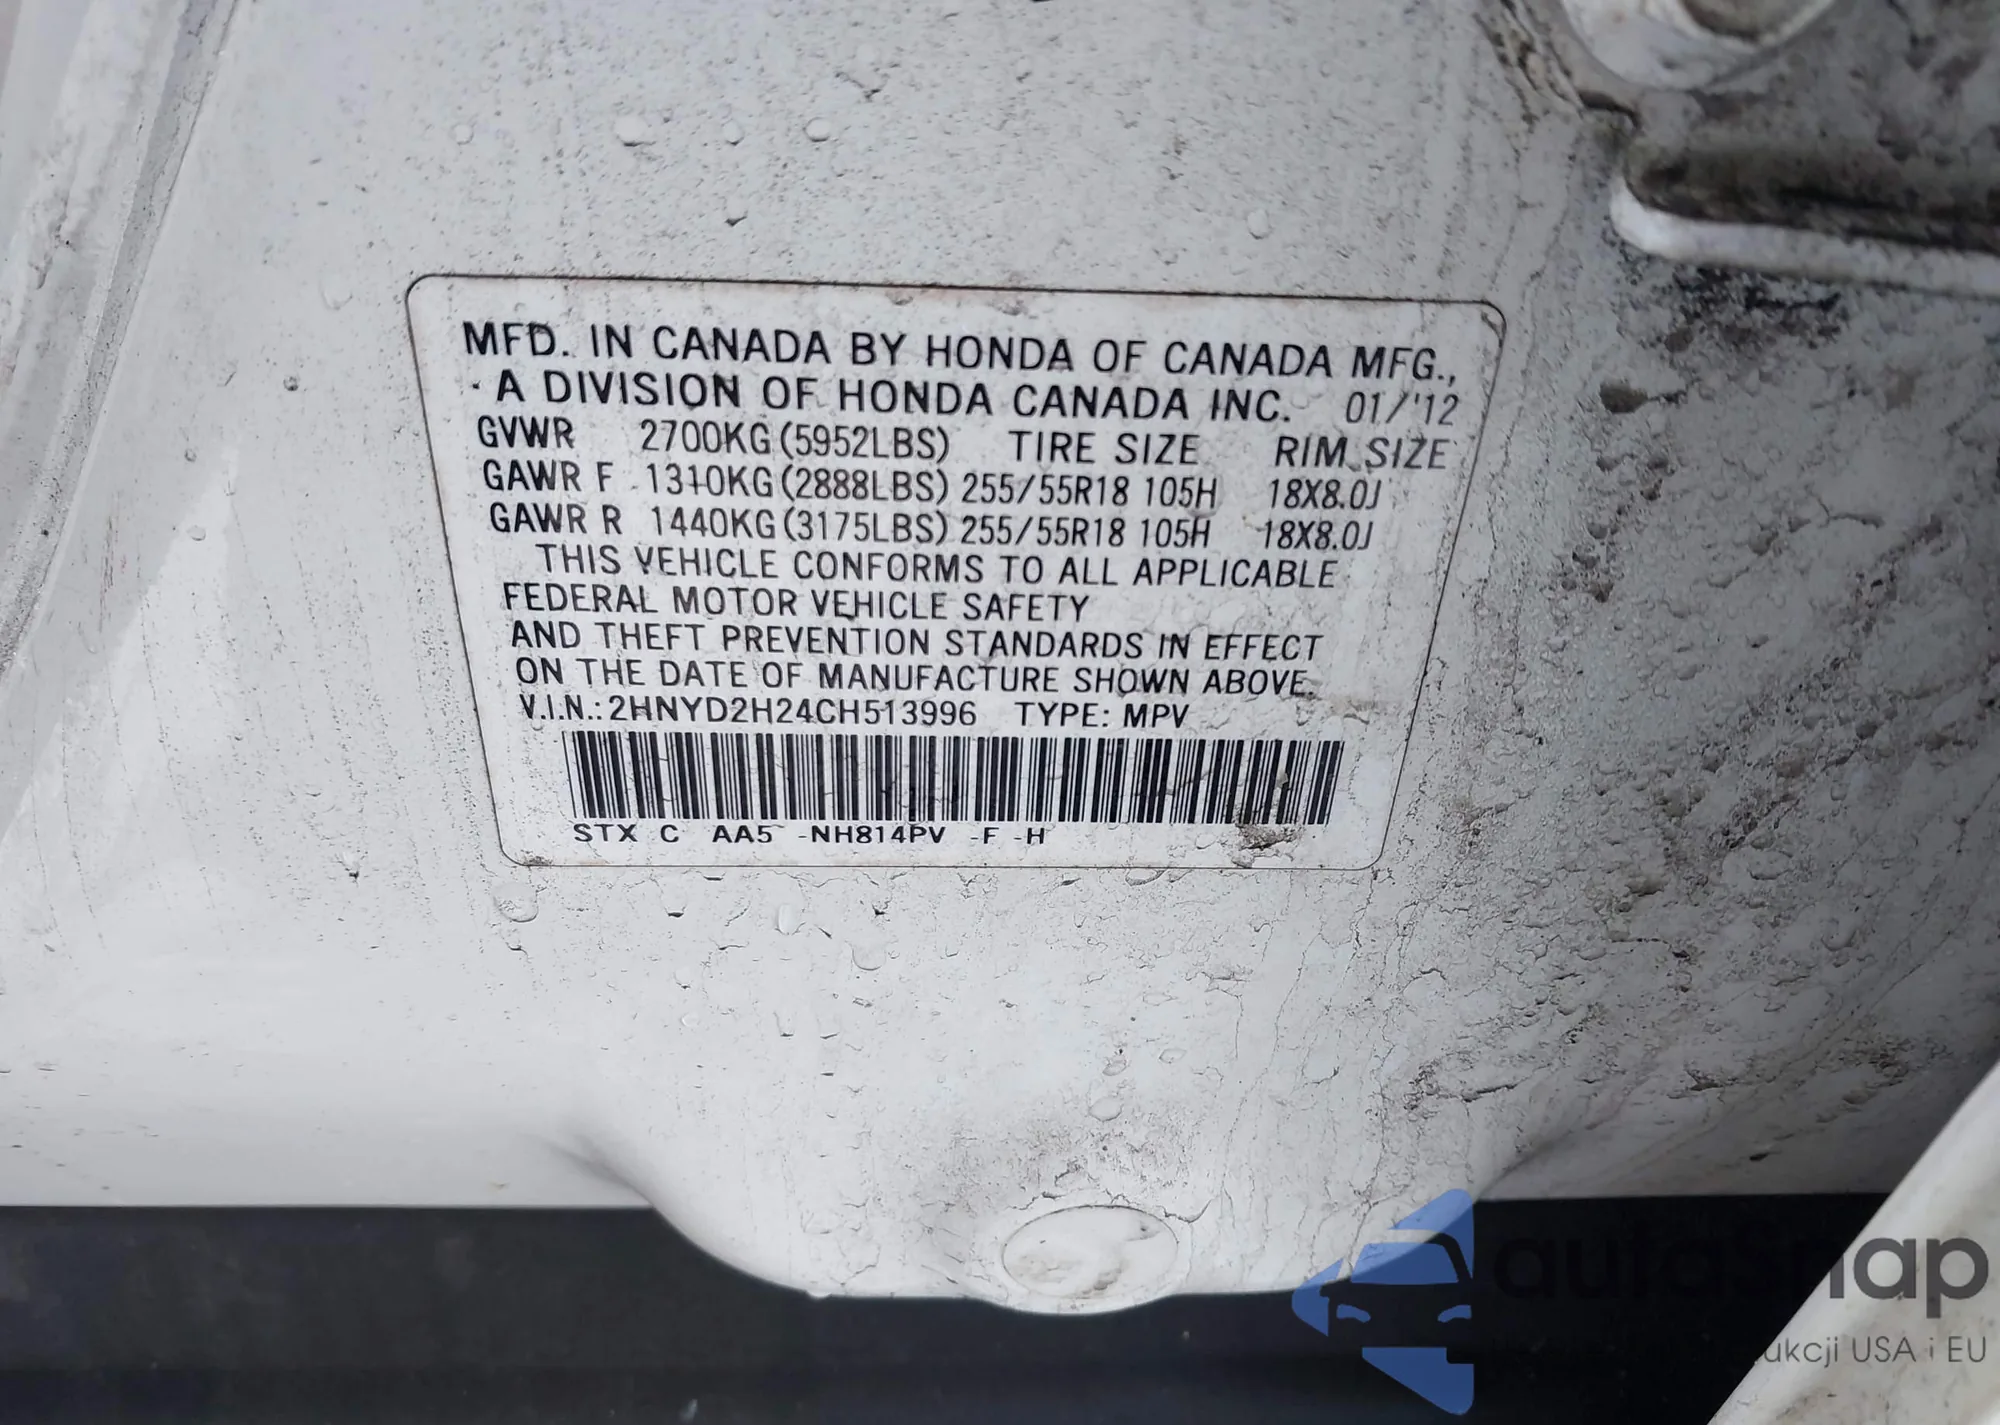 MFD. IN CANADA BY HONDA OF CANADA MFG.,
A DIVISION OF HONDA CANADA INC. 01/'12
GVWR 2700KG (5952LBS) TIRE SIZE RIM SIZE
GAWR F 1310KG (2888LBS) 255/55R18 105H 18X8.0J
GAWR R 1440KG (3175LBS) 255/55R18 105H 18X8.0J
THIS VEHICLE CONFORMS TO ALL APPLICABLE
FEDERAL MOTOR VEHICLE SAFETY
AND THEFT PREVENTION STANDARDS IN EFFECT
ON THE DATE OF MANUFACTURE SHOWN ABOVE.
V.I.N.: 2HNYD2H24CH513996 TYPE: MPV
STX C AA5 -NH814PV -F -H
autosnap
USA i EU